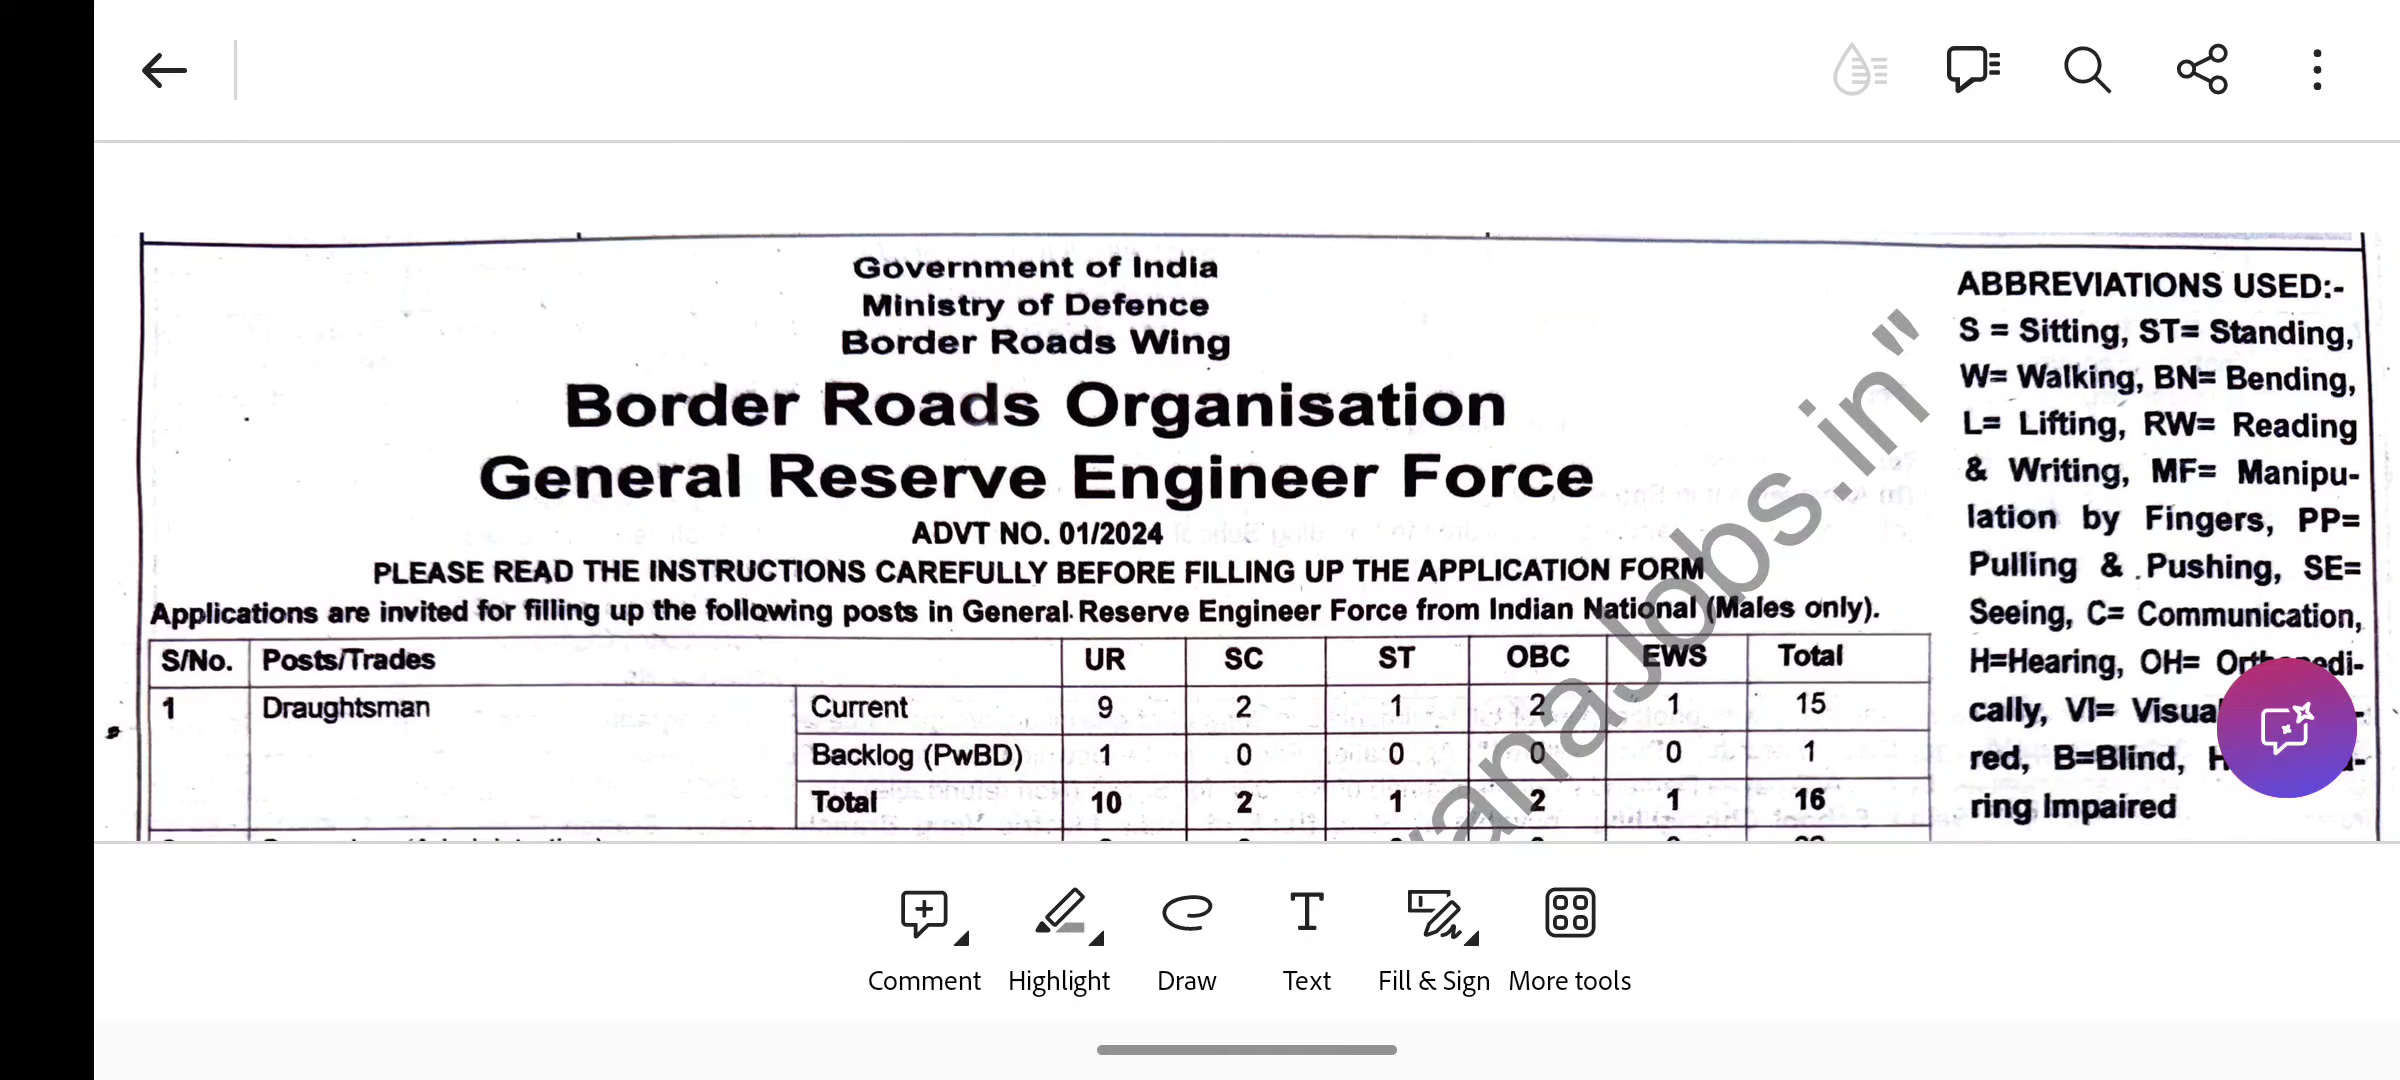 Government of India
Ministry of Defence
Border Roads Wing
Border Roads Organisation
General Reserve Engineer Force
ADVT NO. 01/2024
PLEASE READ THE INSTRUCTIONS CAREFULLY BEFORE FILLING UP THE APPLICATION FORM
Applications are invited for filling up the following posts in General Reserve Engineer Force from Indian National (Males only).
S/No. Posts/Trades UR SC ST OBC EWS Total
1 Draughtsman Current 9 2 1 2 1 15
Backlog (PwBD) 1 0 0 0 0 1
Total 10 2 1 2 1 16
ABBREVIATIONS USED:-
S = Sitting, ST= Standing,
W= Walking, BN= Bending,
L= Lifting, RW= Reading
& Writing, MF= Manipu-
lation by Fingers, PP=
Pulling & Pushing, SE=
Seeing, C= Communication,
H=Hearing, OH=
cally, VI=
red, B=Blind,
ring Impaired
anaJobs.in"
Comment Highlight Draw Text Fill & Sign More tools